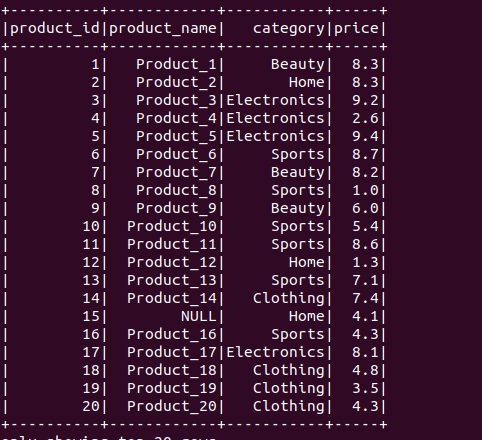 +----------+------------+-----------+-----+
|product_id|product_name|   category|price|
+----------+------------+-----------+-----+
|         1|   Product_1|     Beauty|  8.3|
|         2|   Product_2|       Home|  8.3|
|         3|   Product_3|Electronics|  9.2|
|         4|   Product_4|Electronics|  2.6|
|         5|   Product_5|Electronics|  9.4|
|         6|   Product_6|     Sports|  8.7|
|         7|   Product_7|     Beauty|  8.2|
|         8|   Product_8|     Sports|  1.0|
|         9|   Product_9|     Beauty|  6.0|
|        10|  Product_10|     Sports|  5.4|
|        11|  Product_11|     Sports|  8.6|
|        12|  Product_12|       Home|  1.3|
|        13|  Product_13|     Sports|  7.1|
|        14|  Product_14|   Clothing|  7.4|
|        15|        NULL|       Home|  4.1|
|        16|  Product_16|     Sports|  4.3|
|        17|  Product_17|Electronics|  8.1|
|        18|  Product_18|   Clothing|  4.8|
|        19|  Product_19|   Clothing|  3.5|
|        20|  Product_20|   Clothing|  4.3|
+----------+------------+-----------+-----+
only showing top 20 rows